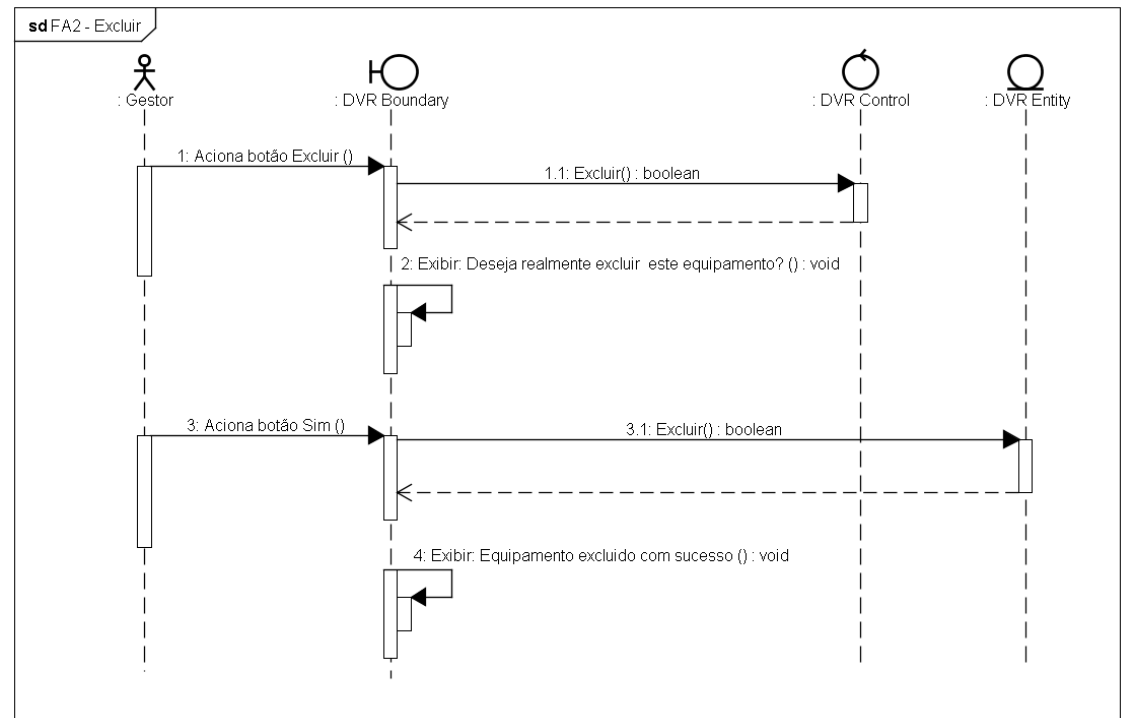 sd FA2 - Excluir
: Gestor
: DVR Boundary
: DVR Control
: DVR Entity
1: Aciona botão Excluir ()
1.1: Excluir() : boolean
2: Exibir: Deseja realmente excluir  este equipamento? () : void
3: Aciona botão Sim ()
3.1: Excluir() : boolean
4: Exibir: Equipamento excluido com sucesso () : void